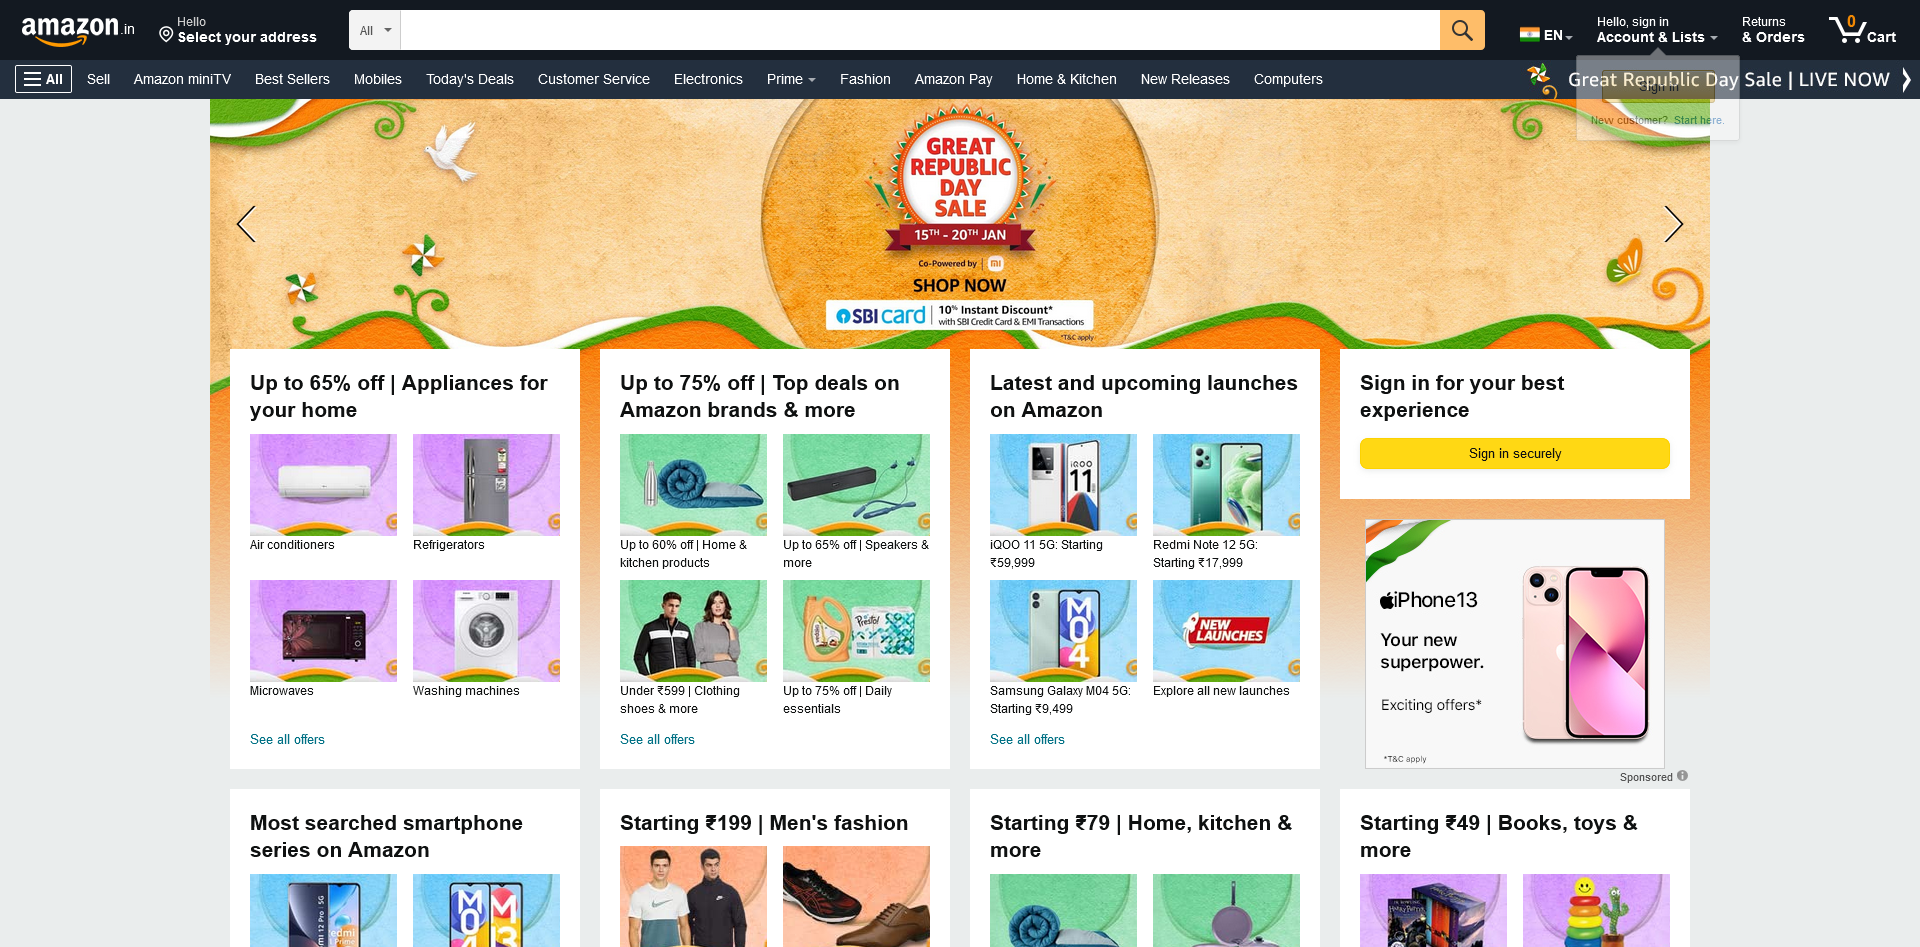 amazon.in
Hello
Select your address
All
EN
Hello, sign in
Account & Lists
Returns
& Orders
0
Cart
All
Sell
Amazon miniTV
Best Sellers
Mobiles
Today's Deals
Customer Service
Electronics
Prime
Fashion
Amazon Pay
Home & Kitchen
New Releases
Computers
Great Republic Day Sale | LIVE NOW
Sign in
New customer? Start here.
GREAT
REPUBLIC
DAY
SALE
15TH - 20TH JAN
Co-Powered by | mi
SHOP NOW
SBI card
10% Instant Discount*
with SBI Credit Card & EMI Transactions
*T&C apply
Up to 65% off | Appliances for
your home
Air conditioners
Refrigerators
Microwaves
Washing machines
See all offers
Up to 75% off | Top deals on
Amazon brands & more
Up to 60% off | Home &
kitchen products
Up to 65% off | Speakers &
more
Presto!
Under ₹599 | Clothing
shoes & more
Up to 75% off | Daily
essentials
See all offers
Latest and upcoming launches
on Amazon
iQOO
11
iQOO 11 5G: Starting
₹59,999
Redmi Note 12 5G:
Starting ₹17,999
M04
NEW
LAUNCHES
Samsung Galaxy M04 5G:
Starting ₹9,499
Explore all new launches
See all offers
Sign in for your best
experience
Sign in securely
iPhone13
Your new
superpower.
Exciting offers*
*T&C apply
Sponsored
Most searched smartphone
series on Amazon
Starting ₹199 | Men's fashion
Starting ₹79 | Home, kitchen &
more
Starting ₹49 | Books, toys &
more